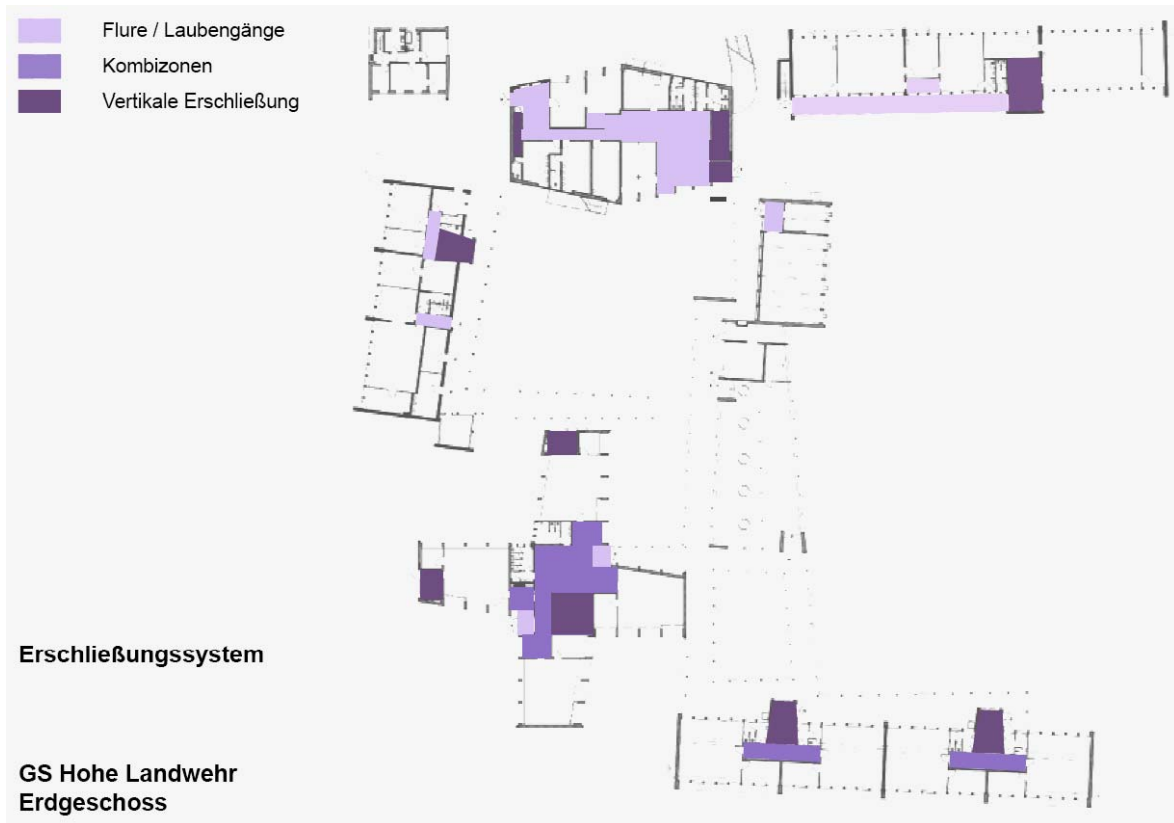 Flure / Laubengänge
Kombizonen
Vertikale Erschließung
Erschließungssystem
GS Hohe Landwehr
Erdgeschoss